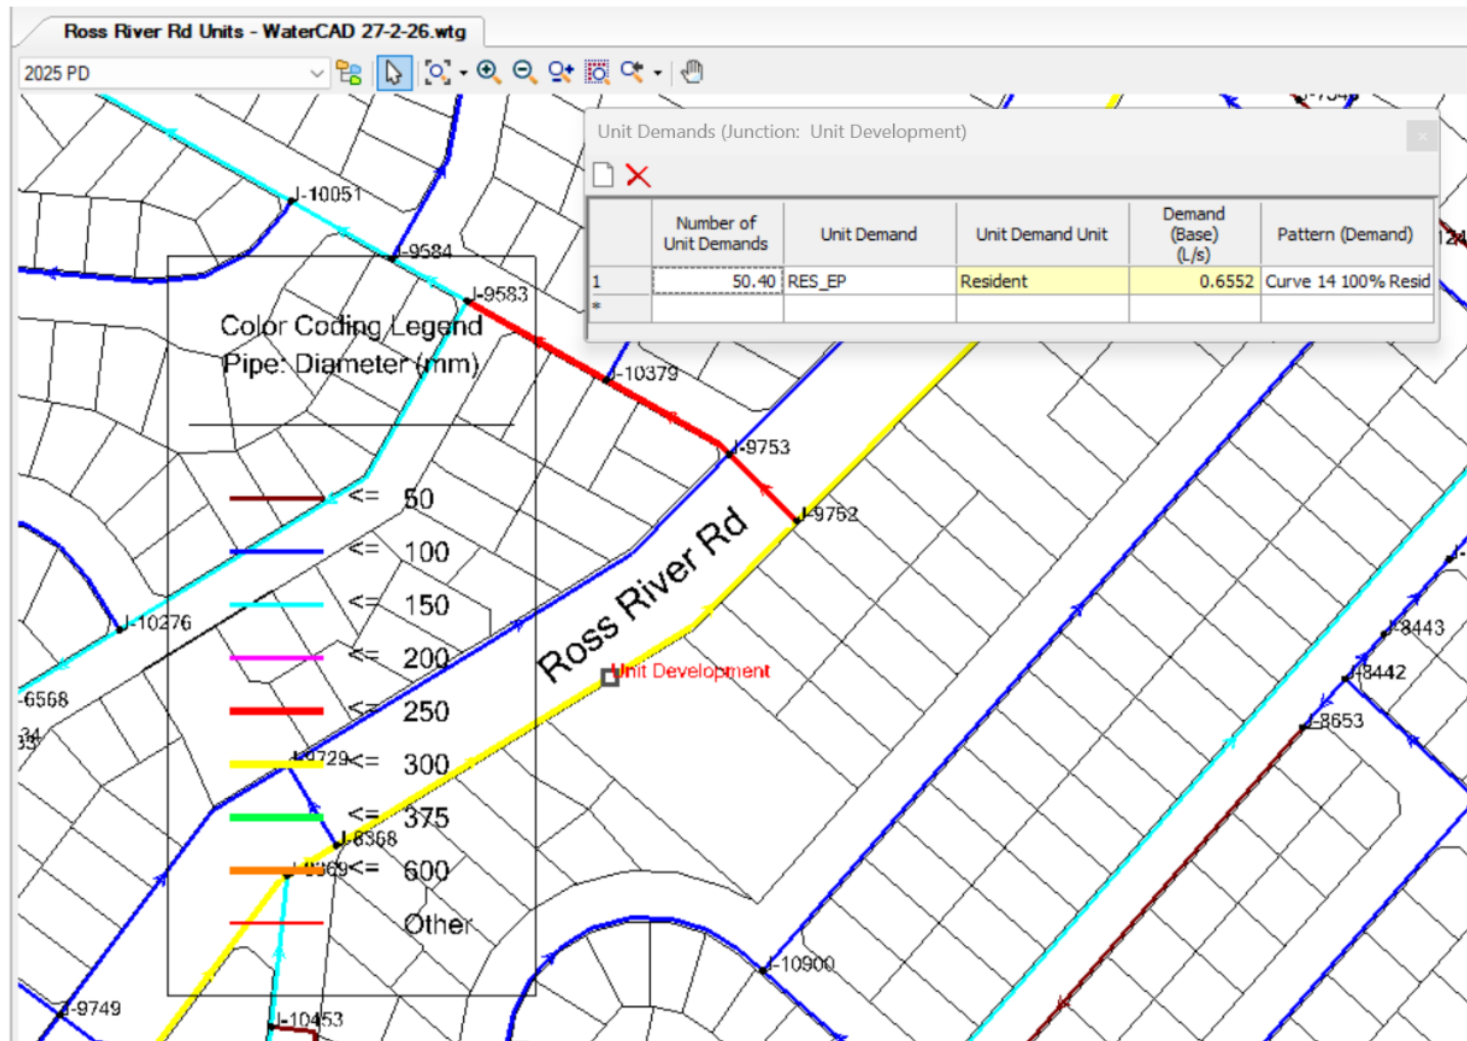 Ross River Rd Units - WaterCAD 27-2-26.wtg
2025 PD
Unit Demands (Junction: Unit Development)
Number of Unit Demands
Unit Demand
Unit Demand Unit
Demand (Base) (L/s)
Pattern (Demand)
1
50.40
RES_EP
Resident
0.6552
Curve 14 100% Resid
*
J-10051
J-9584
J-9583
Color Coding Legend
Pipe: Diameter (mm)
J-10379
J-9753
J-9752
<= 50
<= 100
<= 150
<= 200
<= 250
<= 300
<= 375
<= 600
Other
J-10276
Ross River Rd
Unit Development
J-8443
J-8442
J-8653
-6568
J-9729
J-8368
J-8369
J-10900
J-9749
J-10453